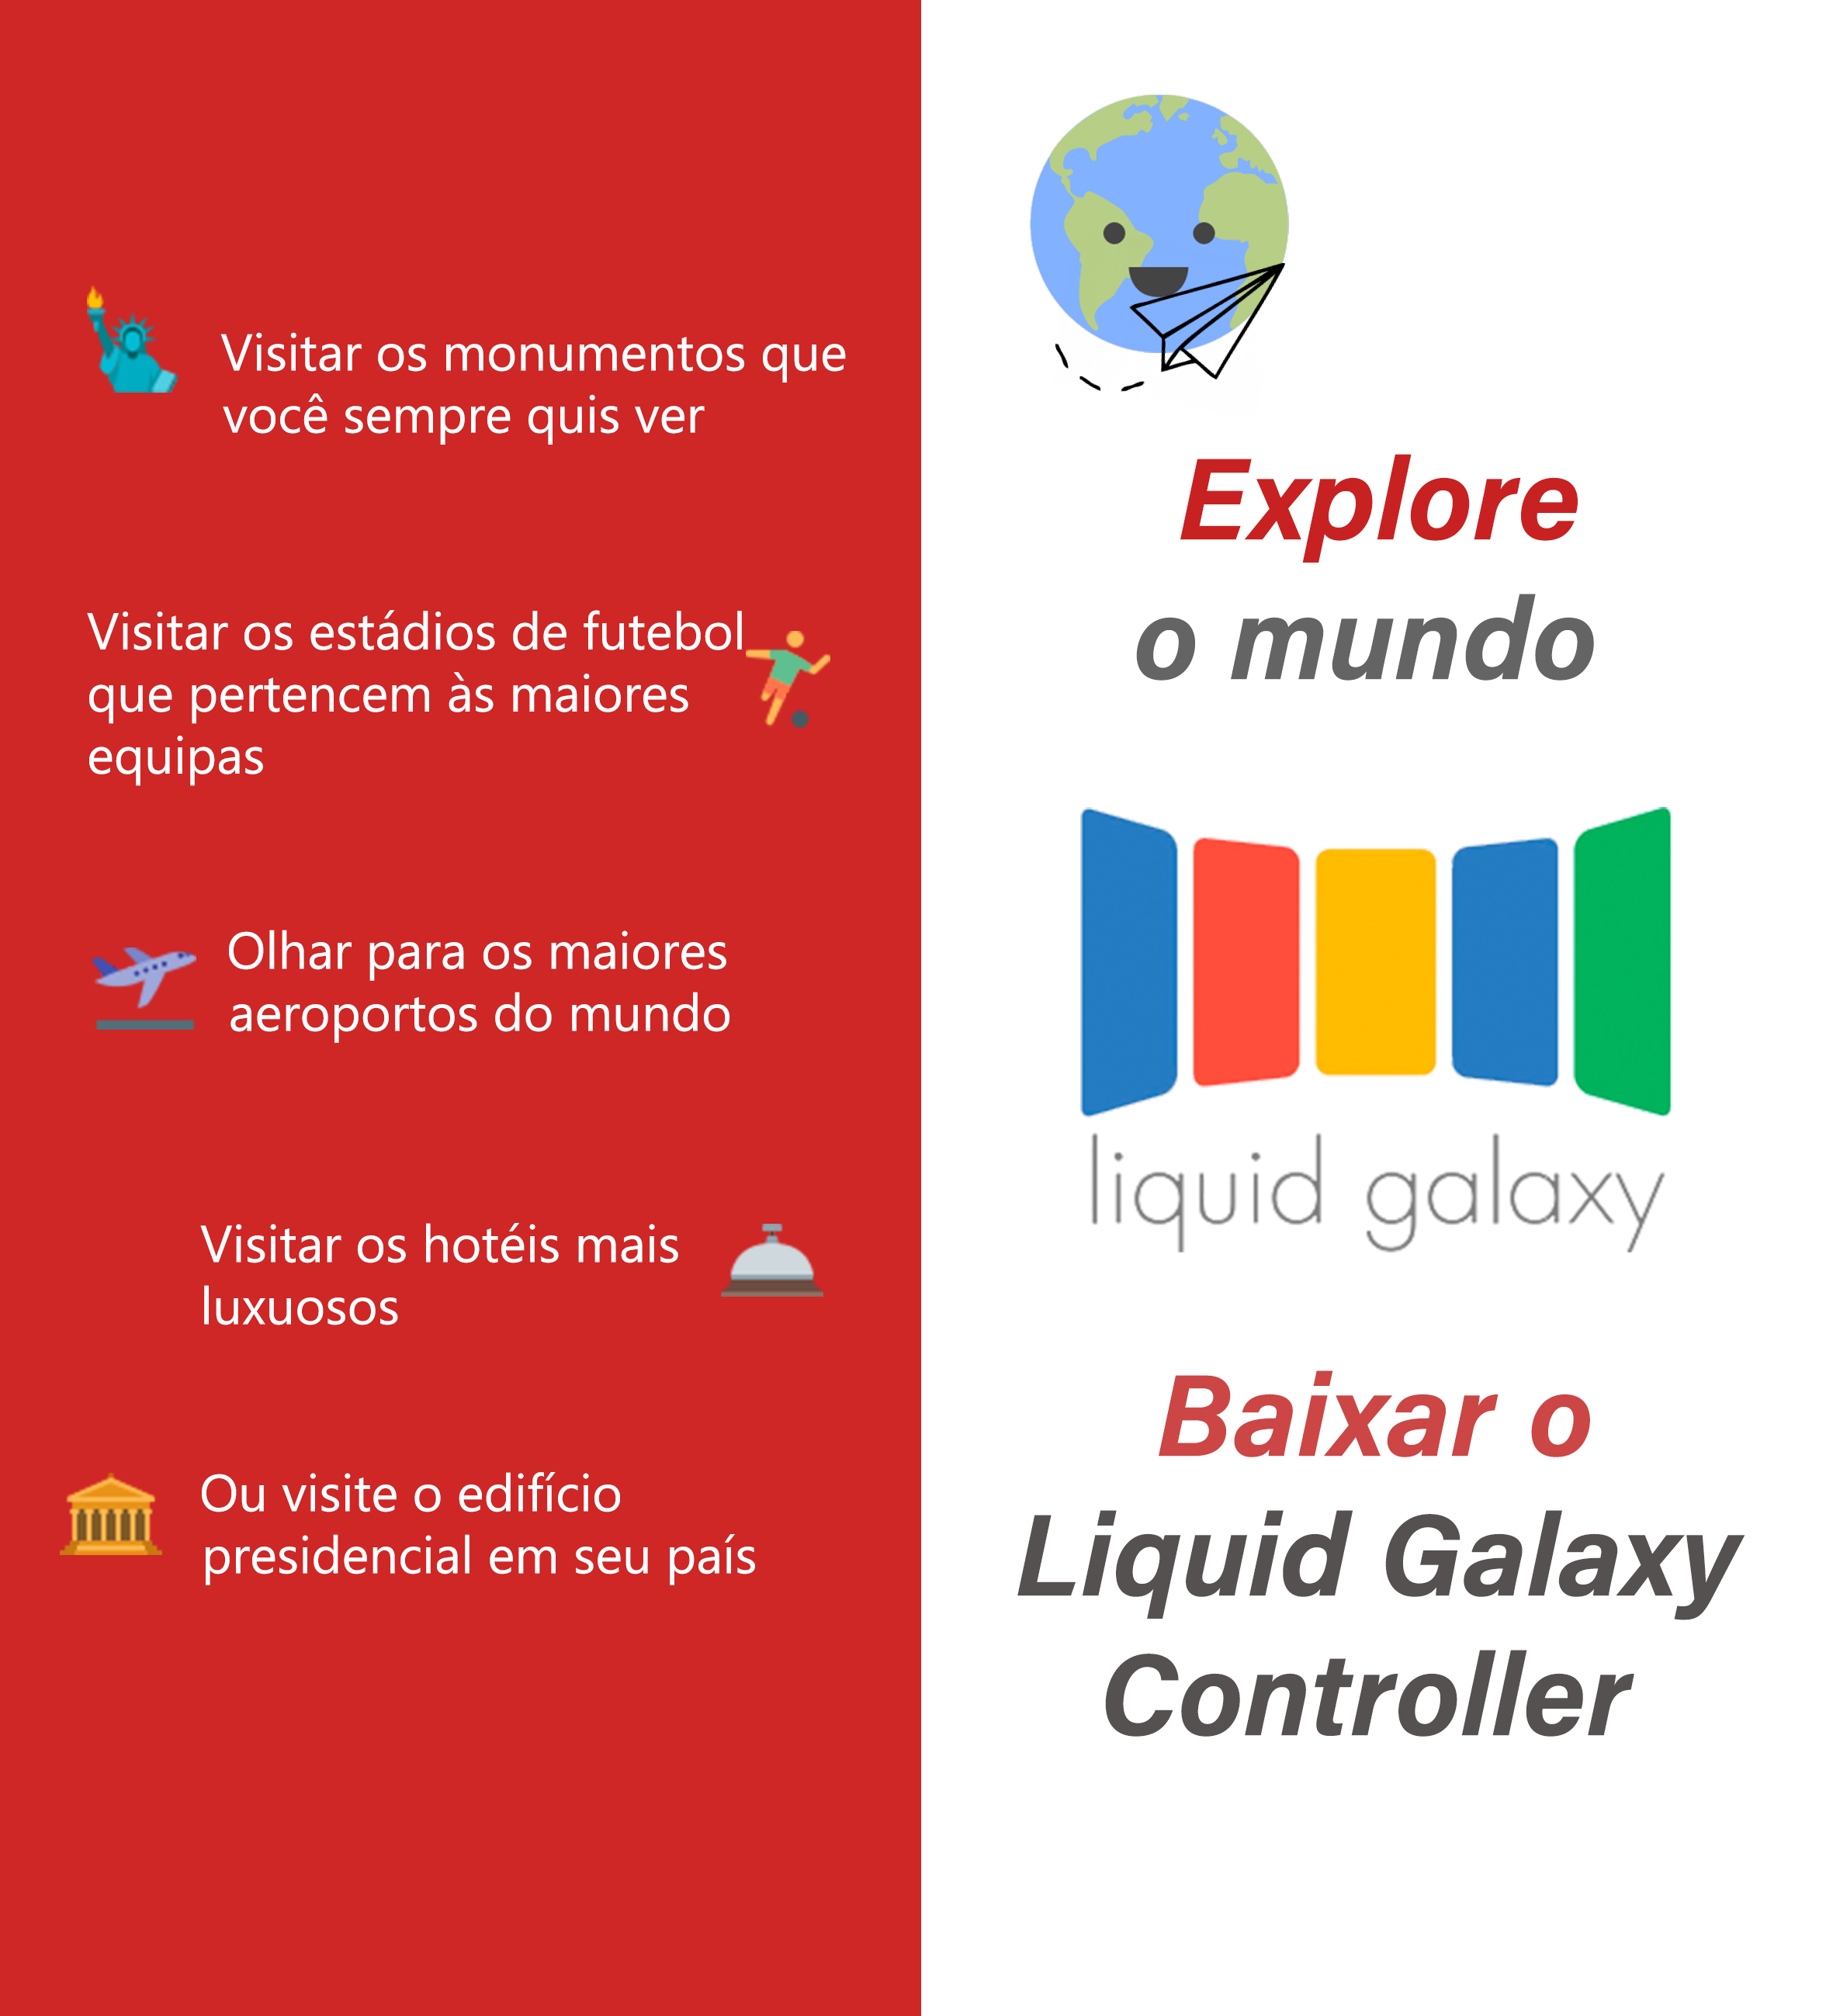 Visitar os monumentos que
você sempre quis ver
Visitar os estádios de futebol
que pertencem às maiores
equipas
Olhar para os maiores
aeroportos do mundo
Visitar os hotéis mais
luxuosos
Ou visite o edifício
presidencial em seu país
Explore
o mundo
liquid galaxy
Baixar o
Liquid Galaxy
Controller